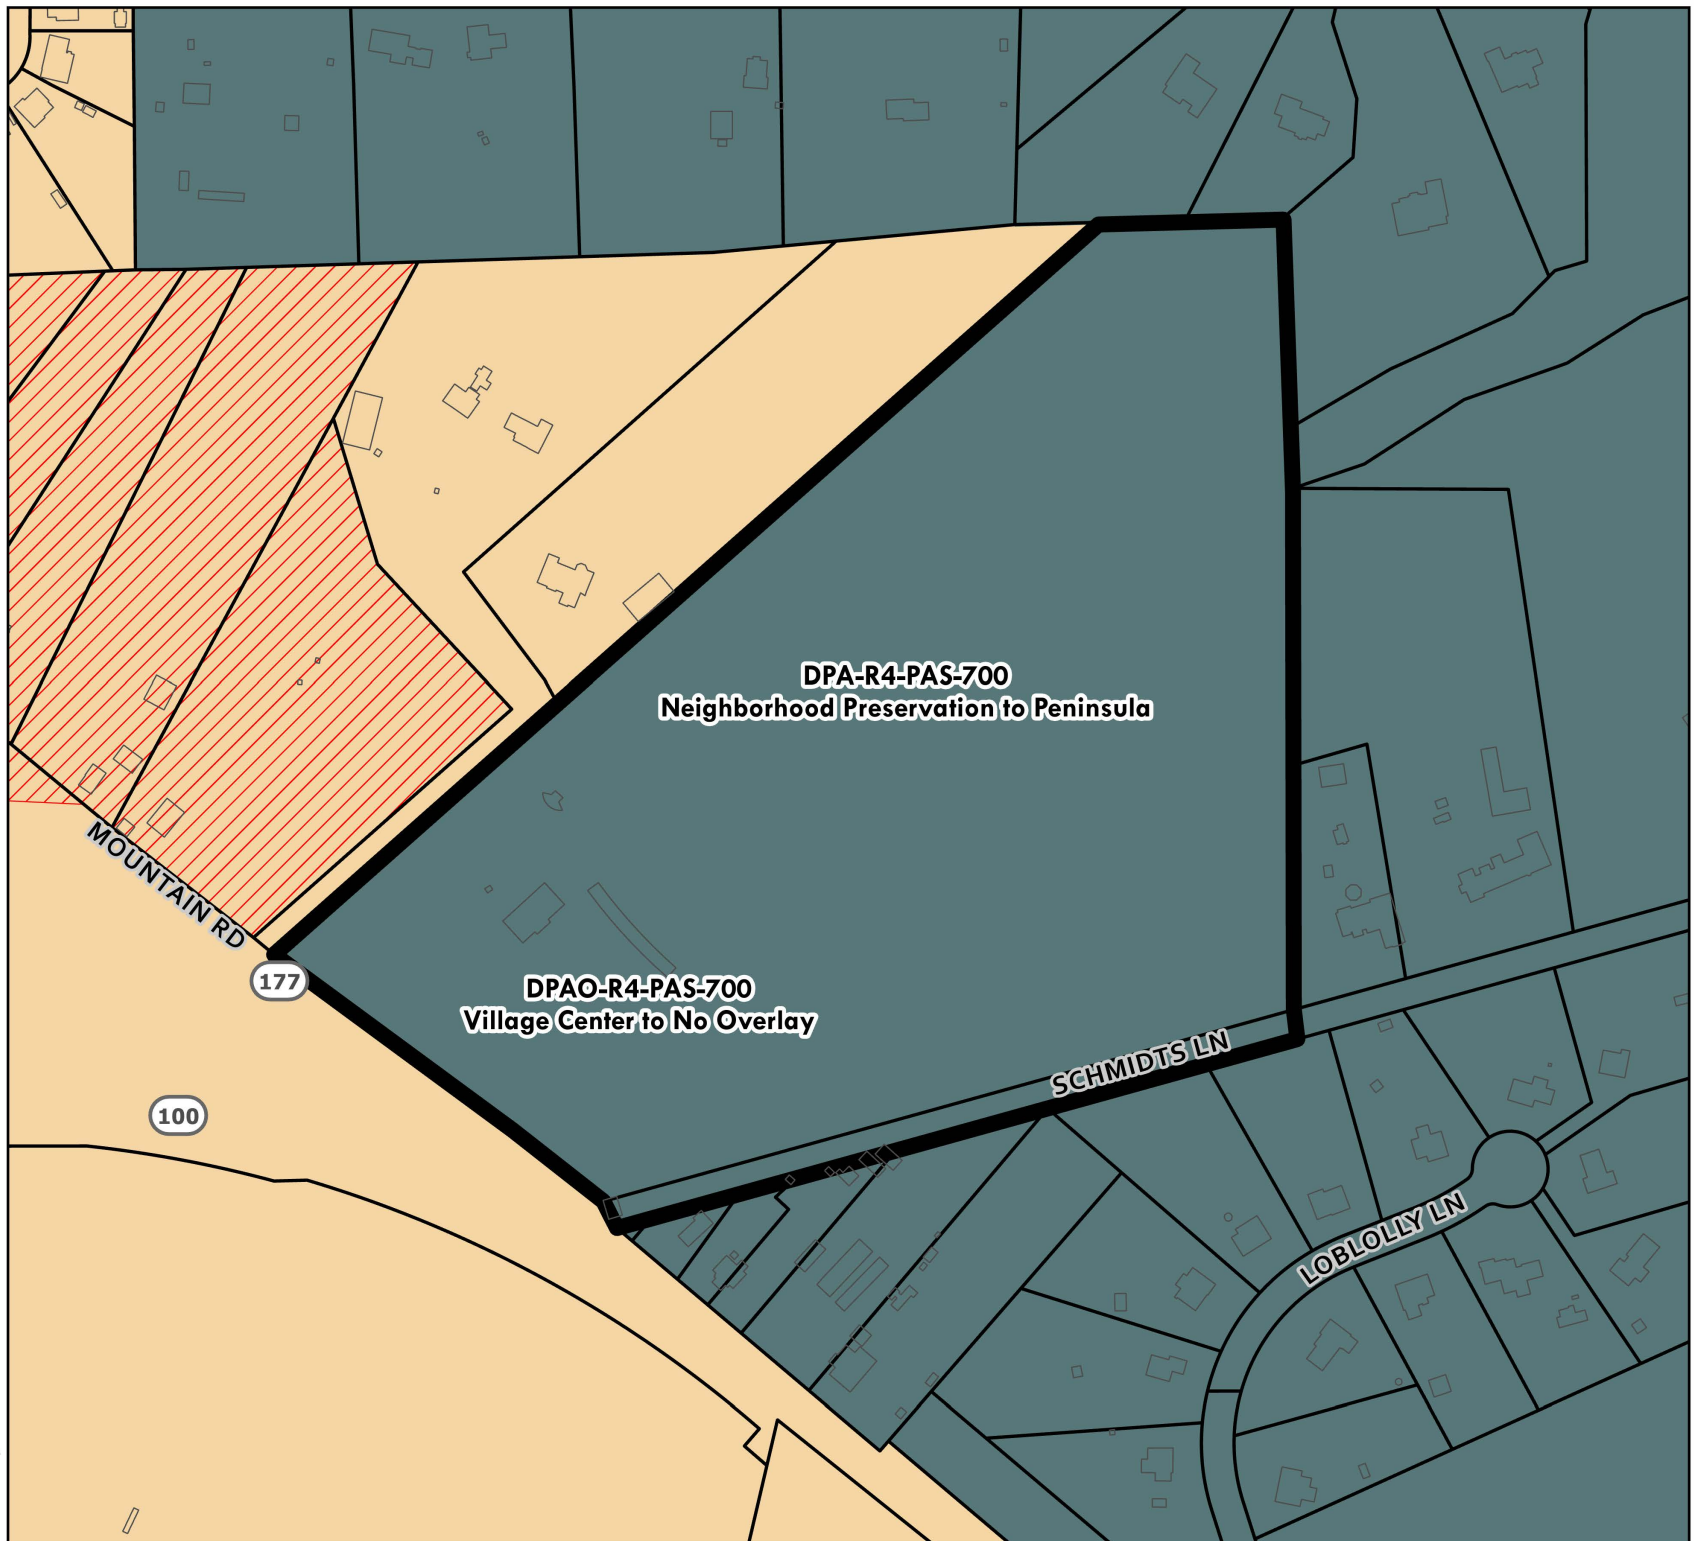 DPA-R4-PAS-700
Neighborhood Preservation to Peninsula
MOUNTAIN RD
177
DPAO-R4-PAS-700
Village Center to No Overlay
SCHMIDTS LN
100
LOBLOLLY LN